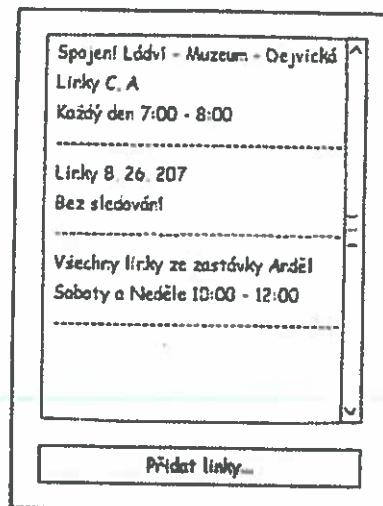 Spojení Ládví - Muzeum - Dejvická
Linky C, A
Každý den 7:00 - 8:00
Linky 8, 26, 207
Bez sledování
Všechny linky ze zastávky Anděl
Soboty a Neděle 10:00 - 12:00
Přidat linky...